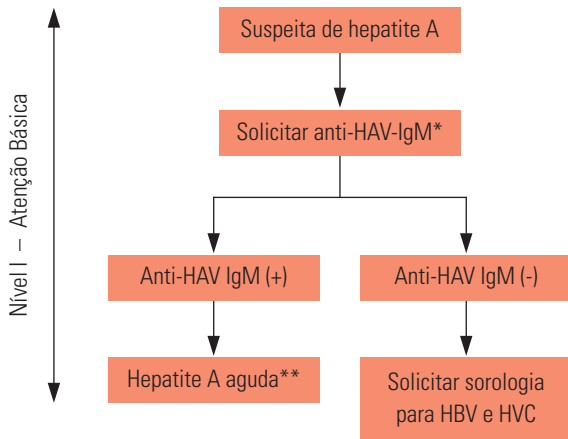 Suspeita de hepatite A
Solicitar anti-HAV-IgM*
Nível I – Atenção Básica
Anti-HAV IgM (+)
Anti-HAV IgM (-)
Hepatite A aguda**
Solicitar sorologia
para HBV e HVC